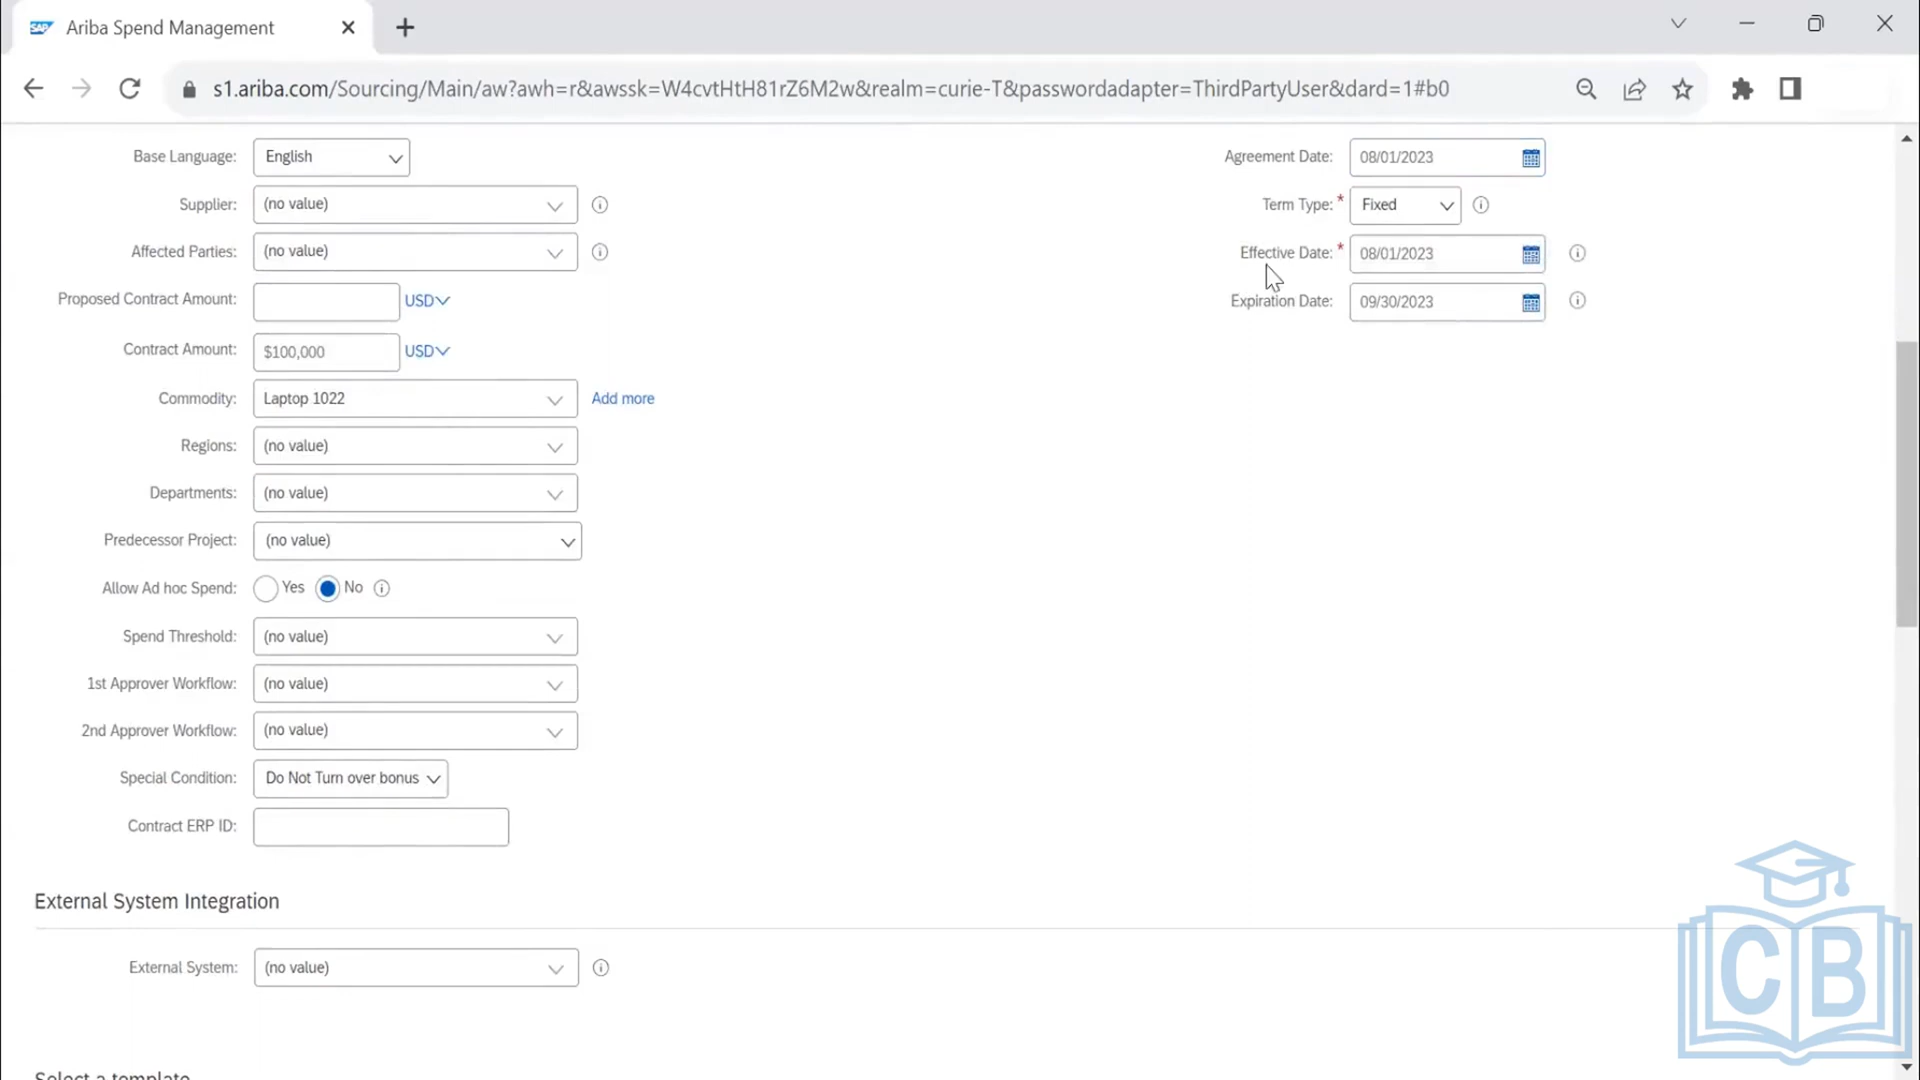 SAP Ariba Spend Management
s1.ariba.com/Sourcing/Main/aw?awh=r&awssk=W4cvtHtH81rZ6M2w&realm=curie-T&passwordadapter=ThirdPartyUser&dard=1#b0
Base Language: English
Supplier: (no value)
Affected Parties: (no value)
Proposed Contract Amount: USD
Contract Amount: $100,000 USD
Commodity: Laptop 1022 Add more
Regions: (no value)
Departments: (no value)
Predecessor Project: (no value)
Allow Ad hoc Spend: Yes No
Spend Threshold: (no value)
1st Approver Workflow: (no value)
2nd Approver Workflow: (no value)
Special Condition: Do Not Turn over bonus
Contract ERP ID:
Agreement Date: 08/01/2023
Term Type: * Fixed
Effective Date: * 08/01/2023
Expiration Date: 09/30/2023
External System Integration
External System: (no value)
Select a template
CB